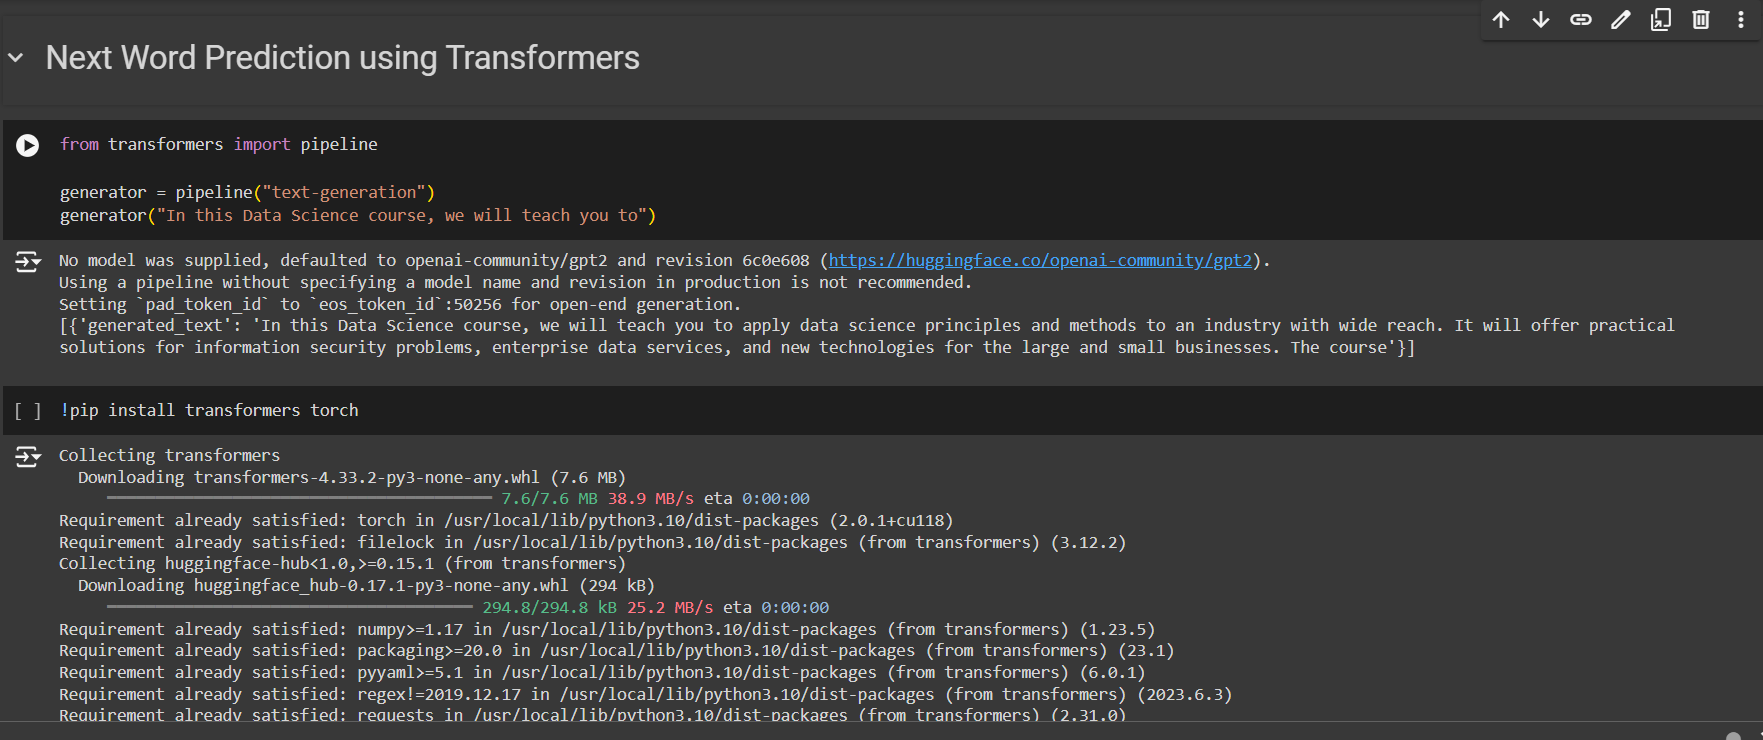 Next Word Prediction using Transformers
from transformers import pipeline
generator = pipeline("text-generation")
generator("In this Data Science course, we will teach you to")
No model was supplied, defaulted to openai-community/gpt2 and revision 6c0e608 (https://huggingface.co/openai-community/gpt2).
Using a pipeline without specifying a model name and revision in production is not recommended.
Setting `pad_token_id` to `eos_token_id`:50256 for open-end generation.
[{'generated_text': 'In this Data Science course, we will teach you to apply data science principles and methods to an industry with wide reach. It will offer practical
solutions for information security problems, enterprise data services, and new technologies for the large and small businesses. The course'}]
[ ] !pip install transformers torch
Collecting transformers
Downloading transformers-4.33.2-py3-none-any.whl (7.6 MB)
7.6/7.6 MB 38.9 MB/s eta 0:00:00
Requirement already satisfied: torch in /usr/local/lib/python3.10/dist-packages (2.0.1+cu118)
Requirement already satisfied: filelock in /usr/local/lib/python3.10/dist-packages (from transformers) (3.12.2)
Collecting huggingface-hub<1.0,>=0.15.1 (from transformers)
Downloading huggingface_hub-0.17.1-py3-none-any.whl (294 kB)
294.8/294.8 kB 25.2 MB/s eta 0:00:00
Requirement already satisfied: numpy>=1.17 in /usr/local/lib/python3.10/dist-packages (from transformers) (1.23.5)
Requirement already satisfied: packaging>=20.0 in /usr/local/lib/python3.10/dist-packages (from transformers) (23.1)
Requirement already satisfied: pyyaml>=5.1 in /usr/local/lib/python3.10/dist-packages (from transformers) (6.0.1)
Requirement already satisfied: regex!=2019.12.17 in /usr/local/lib/python3.10/dist-packages (from transformers) (2023.6.3)
Requirement already satisfied: requests in /usr/local/lib/python3.10/dist-packages (from transformers) (2.31.0)